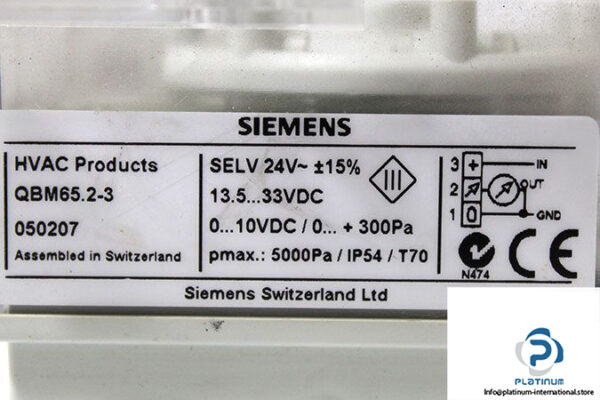 SIEMENS
HVAC Products
QBM65.2-3
050207
Assembled in Switzerland
SELV 24V~ ±15%
13.5...33VDC
0...10VDC / 0... + 300Pa
pmax.: 5000Pa / IP54 / T70
III
3 + IN
2 OUT
1 0 GND
N474
CE
Siemens Switzerland Ltd
PLATINUM
Info@platinum-international.store